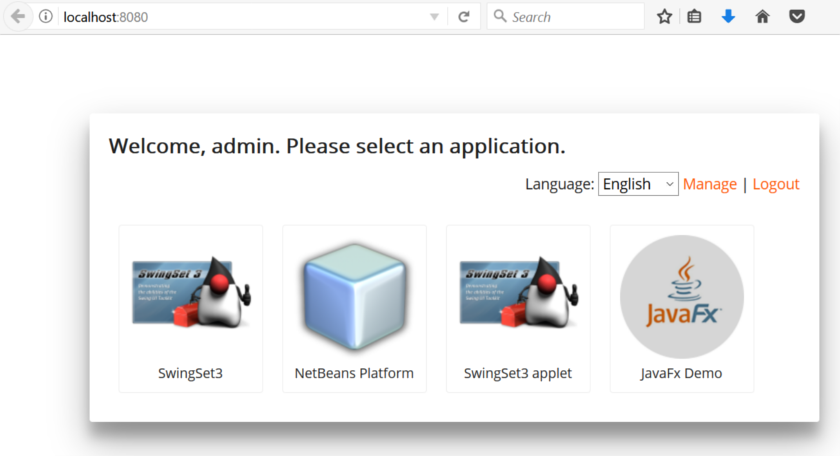 localhost:8080
Search
Welcome, admin. Please select an application.
Language: English Manage | Logout
SwingSet 3
SwingSet 3
JavaFx
SwingSet3
NetBeans Platform
SwingSet3 applet
JavaFx Demo